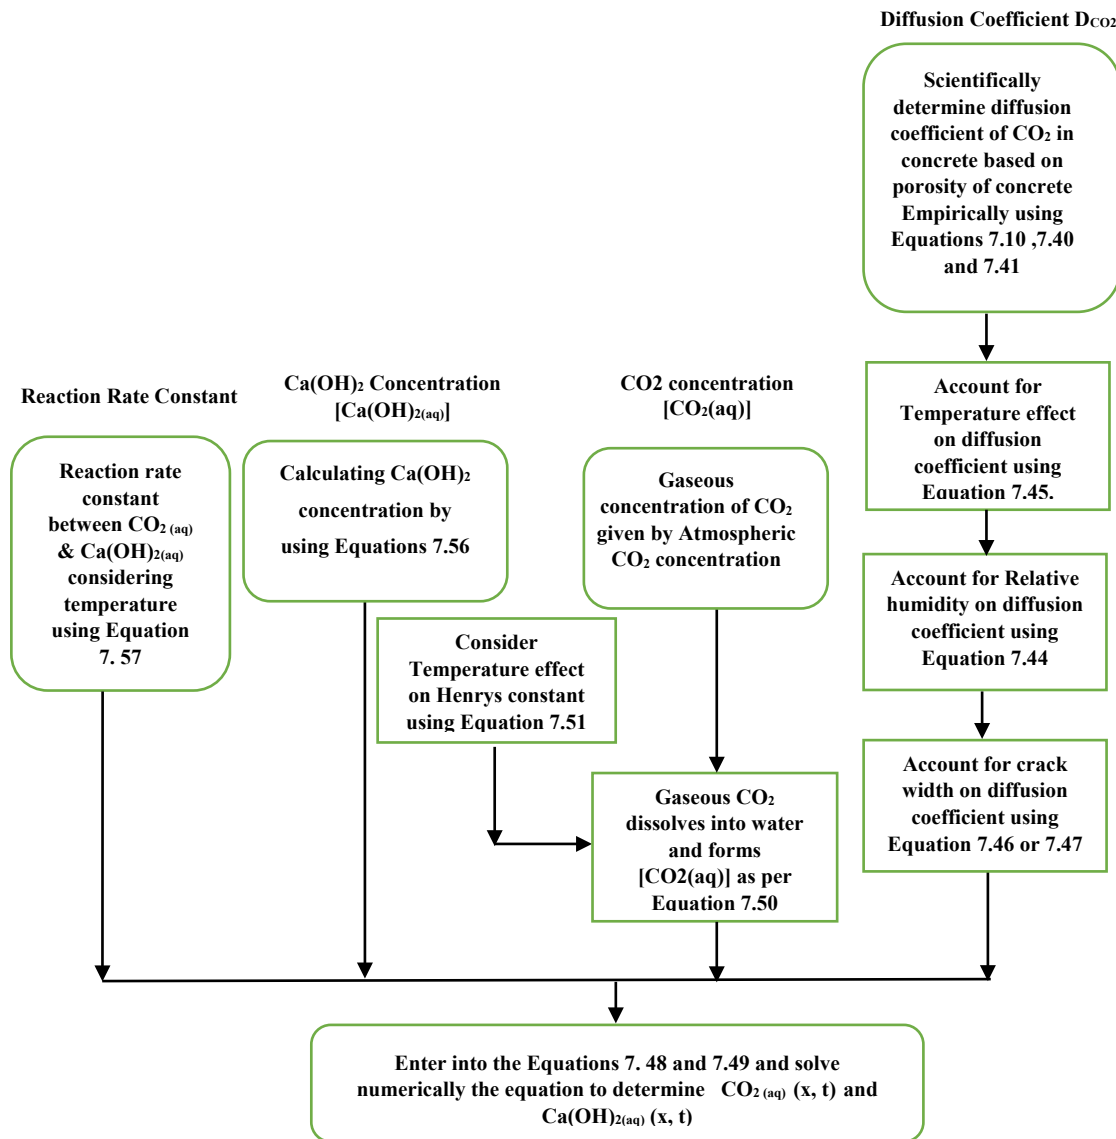 Diffusion Coefficient DCO2
Scientifically
determine diffusion
coefficient of CO2 in
concrete based on
porosity of concrete
Empirically using
Equations 7.10 ,7.40
and 7.41
Account for
Temperature effect
on diffusion
coefficient using
Equation 7.45.
Account for Relative
humidity on diffusion
coefficient using
Equation 7.44
Account for crack
width on diffusion
coefficient using
Equation 7.46 or 7.47
CO2 concentration
[CO2(aq)]
Gaseous
concentration of CO2
given by Atmospheric
CO2 concentration
Gaseous CO2
dissolves into water
and forms
[CO2(aq)] as per
Equation 7.50
Consider
Temperature effect
on Henrys constant
using Equation 7.51
Ca(OH)2 Concentration
[Ca(OH)2(aq)]
Calculating Ca(OH)2
concentration by
using Equations 7.56
Reaction Rate Constant
Reaction rate
constant
between CO2 (aq)
& Ca(OH)2(aq)
considering
temperature
using Equation
7. 57
Enter into the Equations 7. 48 and 7.49 and solve
numerically the equation to determine CO2 (aq) (x, t) and
Ca(OH)2(aq) (x, t)